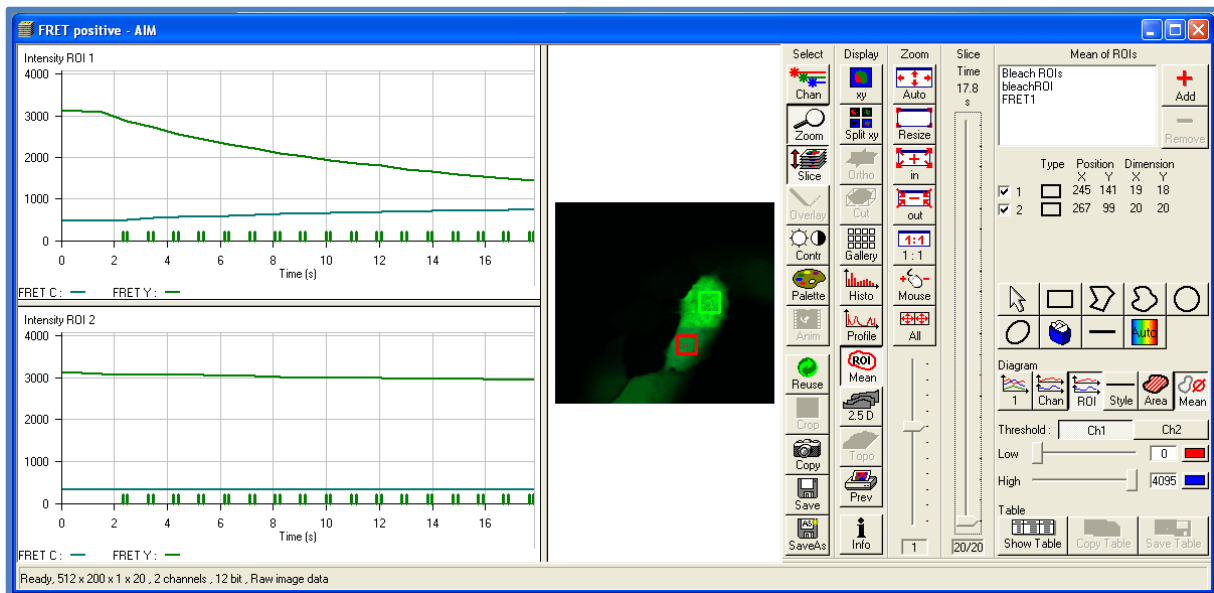 FRET positive - AIM
Intensity ROI 1
4000
3000
2000
1000
0
0 2 4 6 8 10 12 14 16
Time (s)
FRET C : FRET Y :
Intensity ROI 2
4000
3000
2000
1000
0
0 2 4 6 8 10 12 14 16
Time (s)
FRET C : FRET Y :
Select
Chan
Zoom
Slice
Overlay
Contr
Palette
Anim
Reuse
Crop
Copy
Save
AS
SaveAs
Display
xy
Split xy
Ortho
Cut
Gallery
Histo
Profile
ROI
Mean
2.5 D
Topo
Prev
i
Info
Zoom
Auto
Resize
in
out
1:1
1 : 1
Mouse
All
1
Slice
Time
17.8
s
20/20
Mean of ROIs
Bleach ROIs
bleachROI
FRET1
Add
Remove
Type Position Dimension
X Y X Y
1 245 141 19 18
2 267 99 20 20
Auto
Diagram
1 Chan ROI Style Area Mean
Threshold : Ch1 Ch2
Low 0
High 4095
Table
Show Table Copy Table Save Table
Ready, 512 x 200 x 1 x 20 , 2 channels , 12 bit , Raw image data